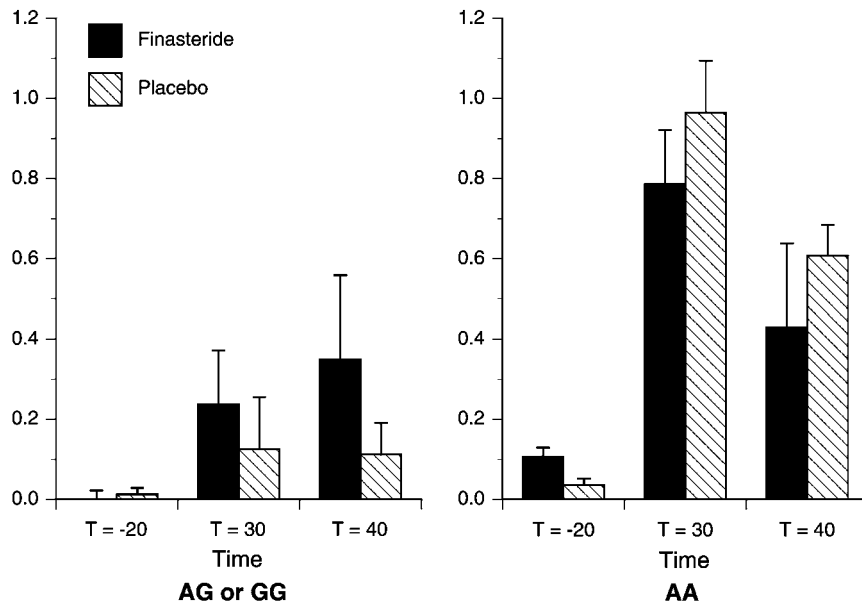 1.2
1.0
0.8
0.6
0.4
0.2
0.0
Finasteride
Placebo
T = -20
T = 30
T = 40
Time
AG or GG
1.2
1.0
0.8
0.6
0.4
0.2
0.0
T = -20
T = 30
T = 40
Time
AA